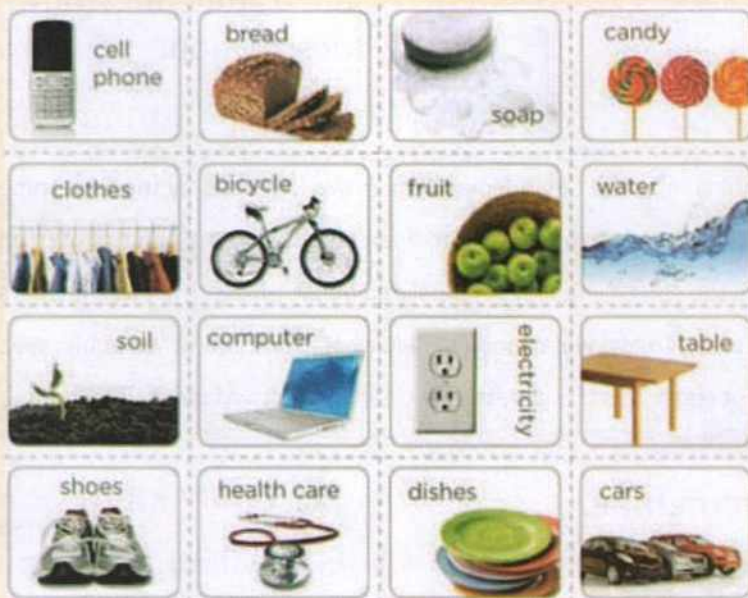 cell
phone
bread
soap
candy
clothes
bicycle
fruit
water
soil
computer
electricity
table
shoes
health care
dishes
cars